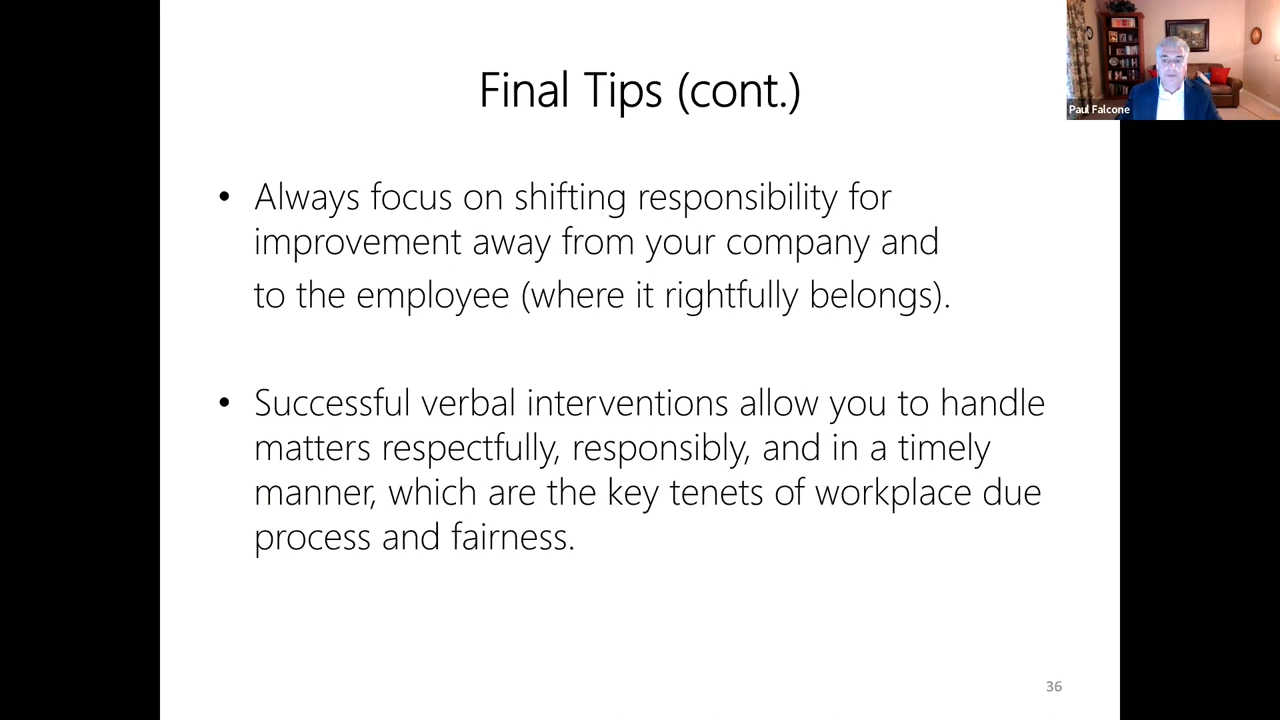 Final Tips (cont.)
Paul Falcone
• Always focus on shifting responsibility for
improvement away from your company and
to the employee (where it rightfully belongs).
• Successful verbal interventions allow you to handle
matters respectfully, responsibly, and in a timely
manner, which are the key tenets of workplace due
process and fairness.
36